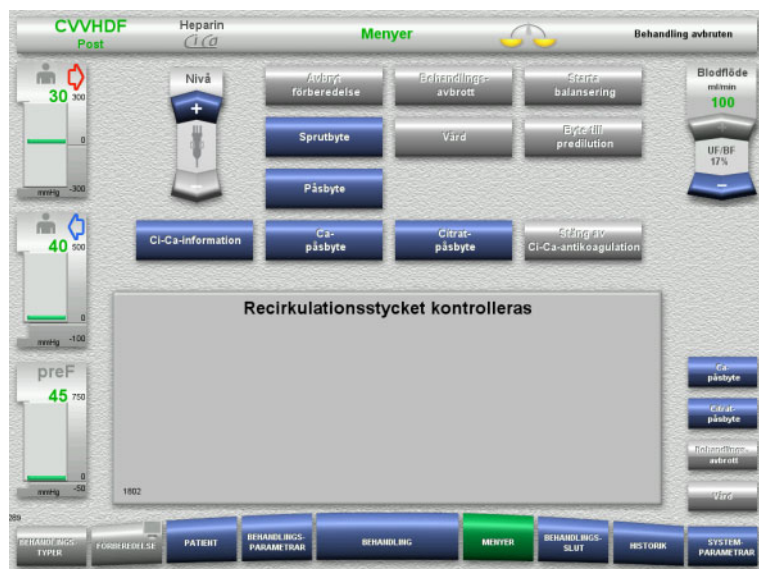 CVVHDF
Post
Heparin
Ci Ca
Menyer
Behandling avbruten
30
300
0
mmHg
-300
Nivå
+
Avbryt
förberedelse
Behandlings-
avbrott
Starta
balansering
Sprutbyte
Vård
Byte till
predilution
Påsbyte
Blodflöde
ml/min
100
+
UF/BF
17%
−
40
500
0
mmHg
-100
Ci-Ca-information
Ca-
påsbyte
Citrat-
påsbyte
Stäng av
Ci-Ca-antikoagulation
Recirkulationsstycket kontrolleras
1802
preF
45
750
0
mmHg
-50
Ca-
påsbyte
Citrat-
påsbyte
Behandlings-
avbrott
Vård
BEHANDLINGS-
TYPER
FÖRBEREDELSE
PATIENT
BEHANDLINGS-
PARAMETRAR
BEHANDLING
MENYER
BEHANDLINGS-
SLUT
HISTORIK
SYSTEM-
PARAMETRAR